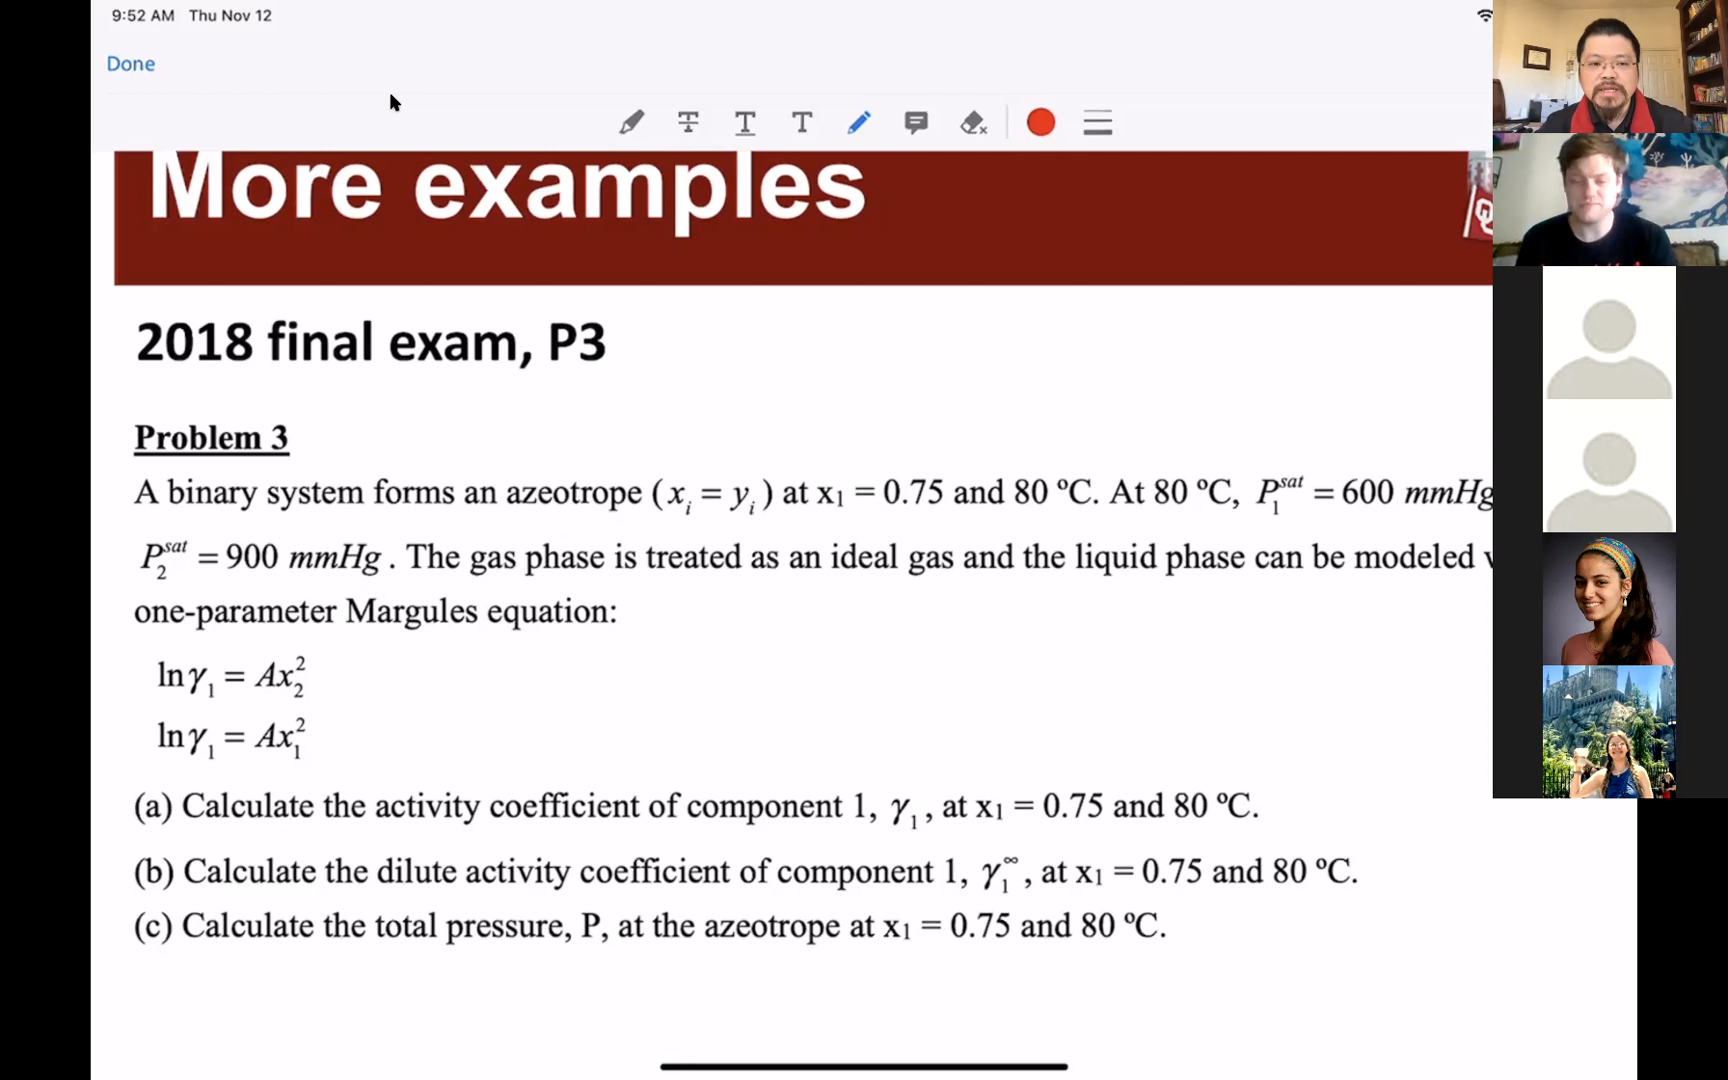 9:52 AM Thu Nov 12
Done
T T T
More examples
2018 final exam, P3
Problem 3
A binary system forms an azeotrope (xᵢ = yᵢ) at x₁ = 0.75 and 80 ºC. At 80 ºC, P₁ˢᵃᵗ = 600 mmHg
P₂ˢᵃᵗ = 900 mmHg. The gas phase is treated as an ideal gas and the liquid phase can be modeled
one-parameter Margules equation:
lnγ₁ = Ax₂²
lnγ₁ = Ax₁²
(a) Calculate the activity coefficient of component 1, γ₁, at x₁ = 0.75 and 80 ºC.
(b) Calculate the dilute activity coefficient of component 1, γ₁^∞, at x₁ = 0.75 and 80 ºC.
(c) Calculate the total pressure, P, at the azeotrope at x₁ = 0.75 and 80 ºC.